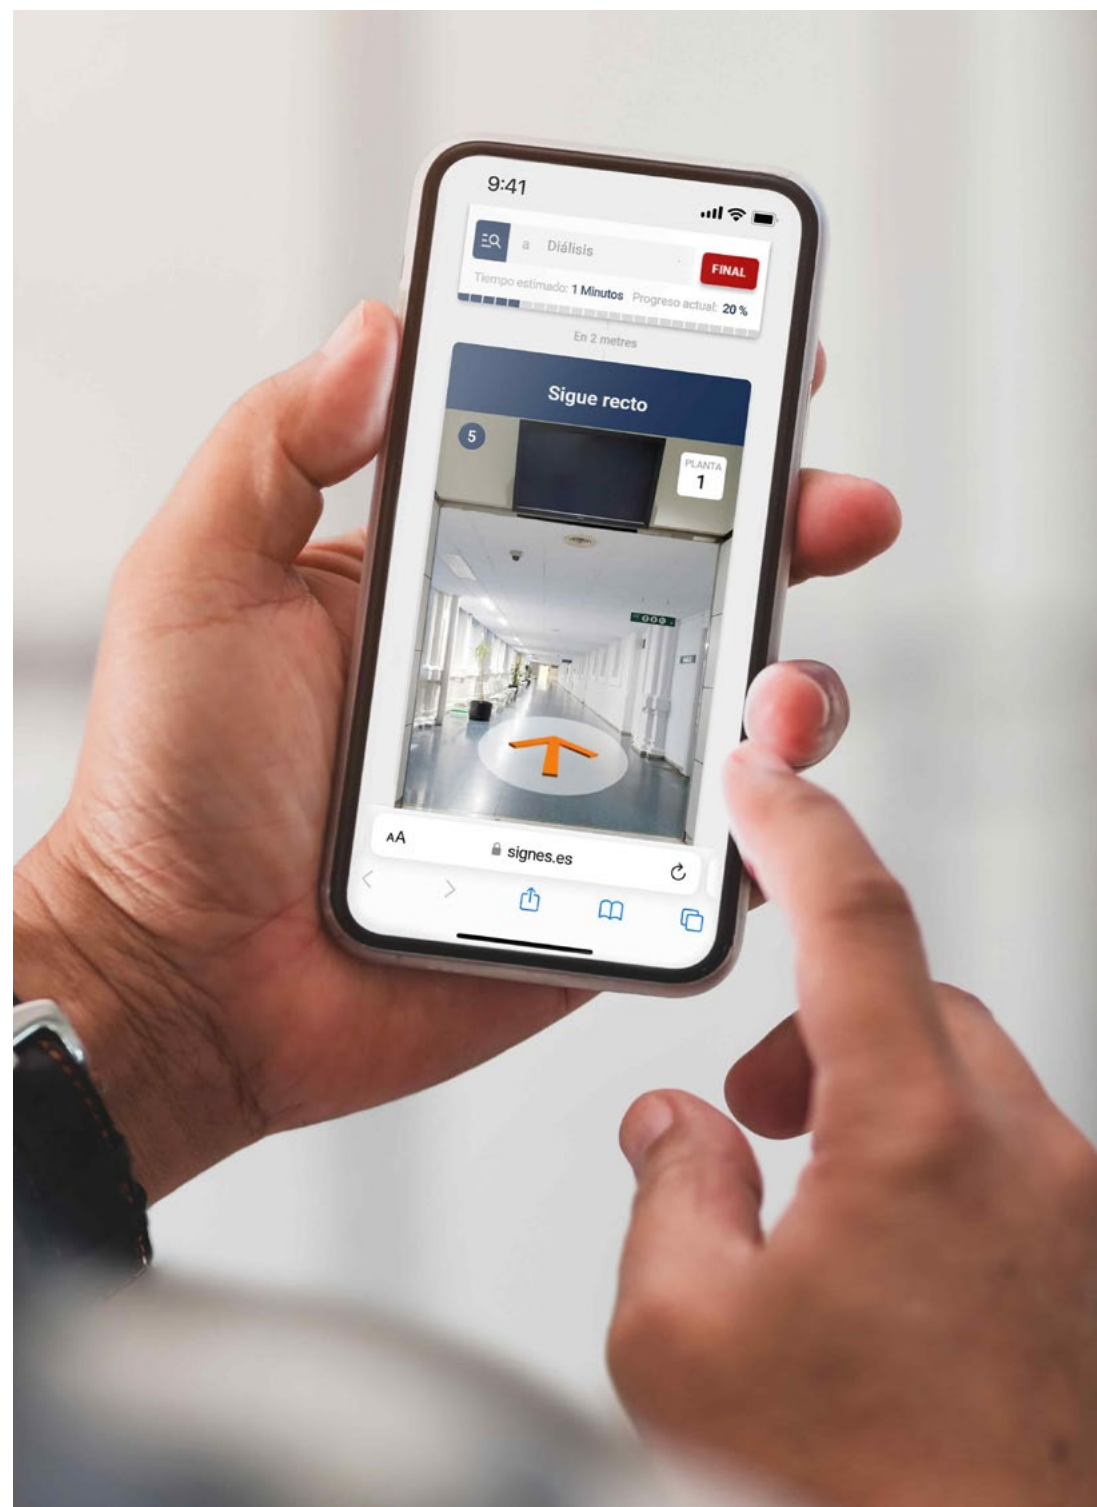 9:41
a Diálisis
FINAL
Tiempo estimado: 1 Minutos Progreso actual: 20 %
En 2 metres
Sigue recto
5
PLANTA
1
AA
signes.es